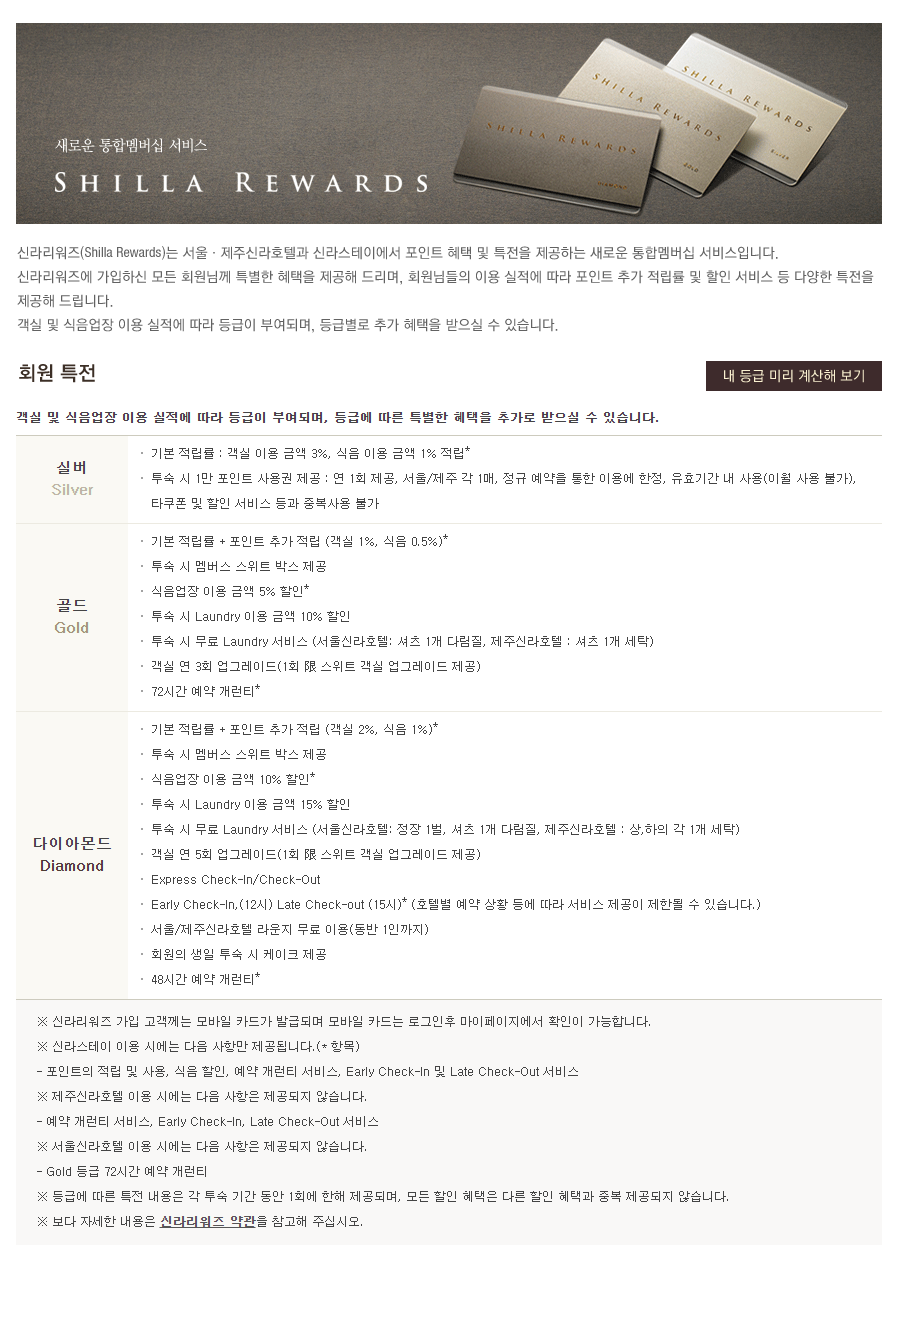 새로운 통합멤버십 서비스
SHILLA REWARDS
SHILLA REWARDS
SHILLA REWARDS
GOLD
SHILLA REWARDS
SILVER
신라리워즈(Shilla Rewards)는 서울 · 제주신라호텔과 신라스테이에서 포인트 혜택 및 특전을 제공하는 새로운 통합멤버십 서비스입니다.
신라리워즈에 가입하신 모든 회원님께 특별한 혜택을 제공해 드리며, 회원님들의 이용 실적에 따라 포인트 추가 적립률 및 할인 서비스 등 다양한 특전을
제공해 드립니다.
객실 및 식음업장 이용 실적에 따라 등급이 부여되며, 등급별로 추가 혜택을 받으실 수 있습니다.
회원 특전
내 등급 미리 계산해 보기
객실 및 식음업장 이용 실적에 따라 등급이 부여되며, 등급에 따른 특별한 혜택을 추가로 받으실 수 있습니다.
실버
Silver
· 기본 적립률 : 객실 이용 금액 3%, 식음 이용 금액 1% 적립*
· 투숙 시 1만 포인트 사용권 제공 : 연 1회 제공, 서울/제주 각 1매, 정규 예약을 통한 이용에 한정, 유효기간 내 사용(이월 사용 불가),
타쿠폰 및 할인 서비스 등과 중복사용 불가
골드
Gold
· 기본 적립률 + 포인트 추가 적립 (객실 1%, 식음 0.5%)*
· 투숙 시 멤버스 스위트 박스 제공
· 식음업장 이용 금액 5% 할인*
· 투숙 시 Laundry 이용 금액 10% 할인
· 투숙 시 무료 Laundry 서비스 (서울신라호텔: 셔츠 1개 다림질, 제주신라호텔 : 셔츠 1개 세탁)
· 객실 연 3회 업그레이드(1회 限 스위트 객실 업그레이드 제공)
· 72시간 예약 개런티*
다이아몬드
Diamond
· 기본 적립률 + 포인트 추가 적립 (객실 2%, 식음 1%)*
· 투숙 시 멤버스 스위트 박스 제공
· 식음업장 이용 금액 10% 할인*
· 투숙 시 Laundry 이용 금액 15% 할인
· 투숙 시 무료 Laundry 서비스 (서울신라호텔: 정장 1벌, 셔츠 1개 다림질, 제주신라호텔 : 상,하의 각 1개 세탁)
· 객실 연 5회 업그레이드(1회 限 스위트 객실 업그레이드 제공)
· Express Check-In/Check-Out
· Early Check-In,(12시) Late Check-out (15시)* (호텔별 예약 상황 등에 따라 서비스 제공이 제한될 수 있습니다.)
· 서울/제주신라호텔 라운지 무료 이용(동반 1인까지)
· 회원의 생일 투숙 시 케이크 제공
· 48시간 예약 개런티*
※ 신라리워즈 가입 고객께는 모바일 카드가 발급되며 모바일 카드는 로그인후 마이페이지에서 확인이 가능합니다.
※ 신라스테이 이용 시에는 다음 사항만 제공됩니다.(* 항목)
- 포인트의 적립 및 사용, 식음 할인, 예약 개런티 서비스, Early Check-In 및 Late Check-Out 서비스
※ 제주신라호텔 이용 시에는 다음 사항은 제공되지 않습니다.
- 예약 개런티 서비스, Early Check-In, Late Check-Out 서비스
※ 서울신라호텔 이용 시에는 다음 사항은 제공되지 않습니다.
- Gold 등급 72시간 예약 개런티
※ 등급에 따른 특전 내용은 각 투숙 기간 동안 1회에 한해 제공되며, 모든 할인 혜택은 다른 할인 혜택과 중복 제공되지 않습니다.
※ 보다 자세한 내용은 신라리워즈 약관을 참고해 주십시오.